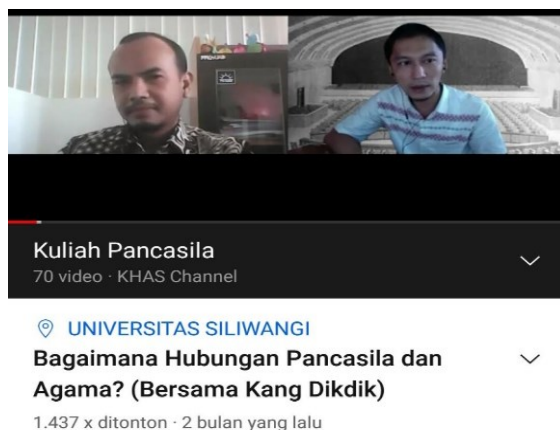 Kuliah Pancasila
70 video · KHAS Channel
UNIVERSITAS SILIWANGI
Bagaimana Hubungan Pancasila dan
Agama? (Bersama Kang Dikdik)
1.437 x ditonton · 2 bulan yang lalu